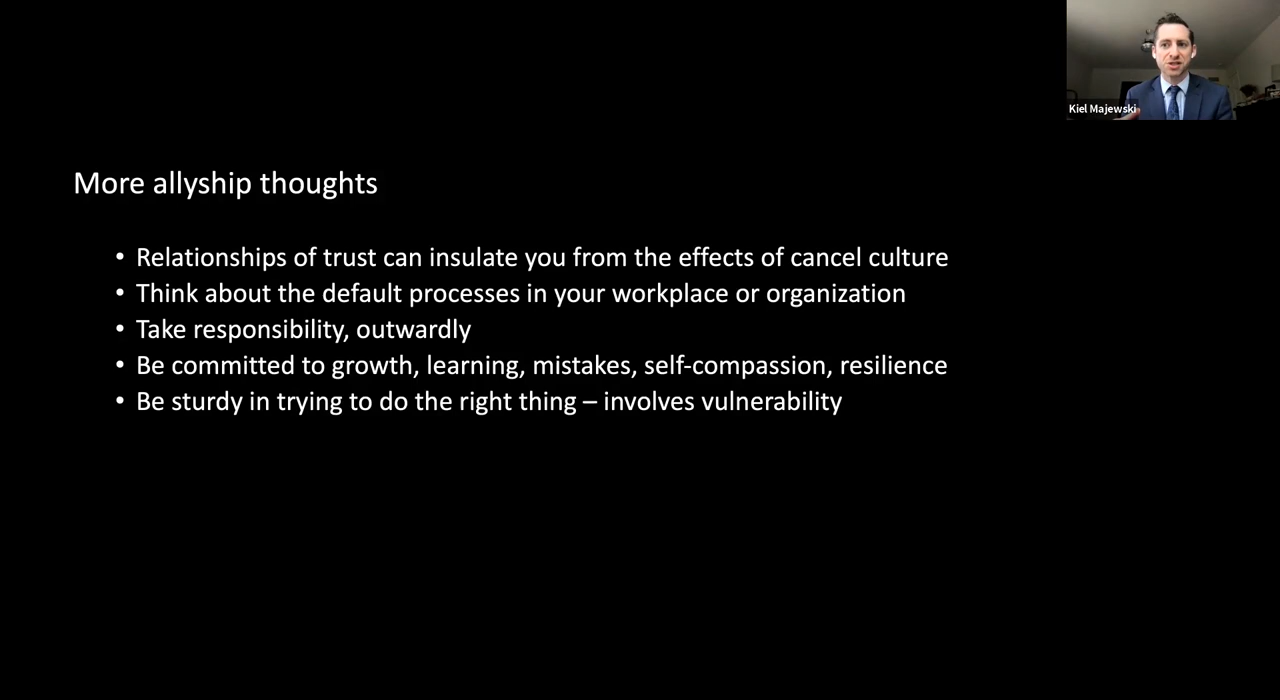 Kiel Majewski
More allyship thoughts
• Relationships of trust can insulate you from the effects of cancel culture
• Think about the default processes in your workplace or organization
• Take responsibility, outwardly
• Be committed to growth, learning, mistakes, self-compassion, resilience
• Be sturdy in trying to do the right thing – involves vulnerability